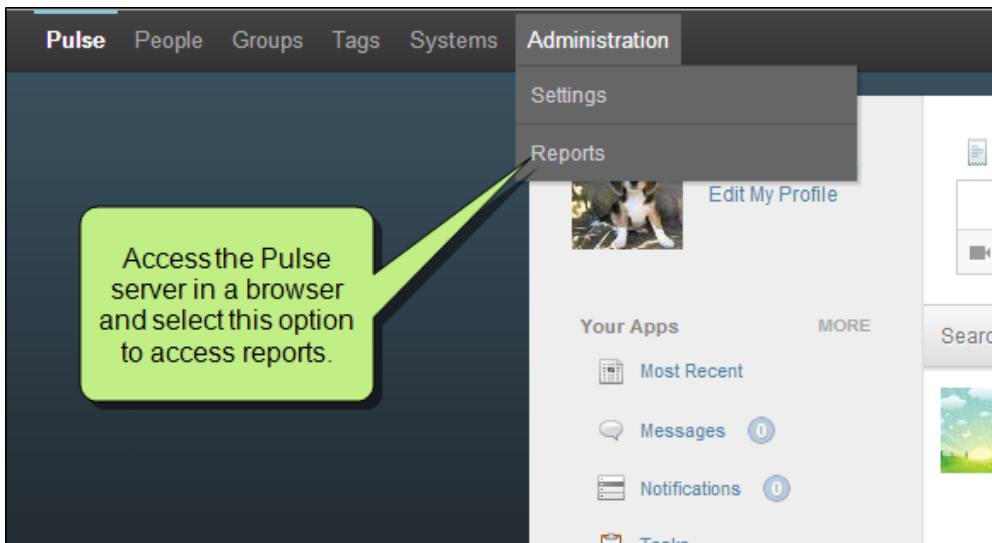 Pulse People Groups Tags Systems Administration
Settings
Reports
Edit My Profile
Access the Pulse
server in a browser
and select this option
to access reports.
Your Apps MORE
Most Recent
Messages 0
Notifications 0
Tasks